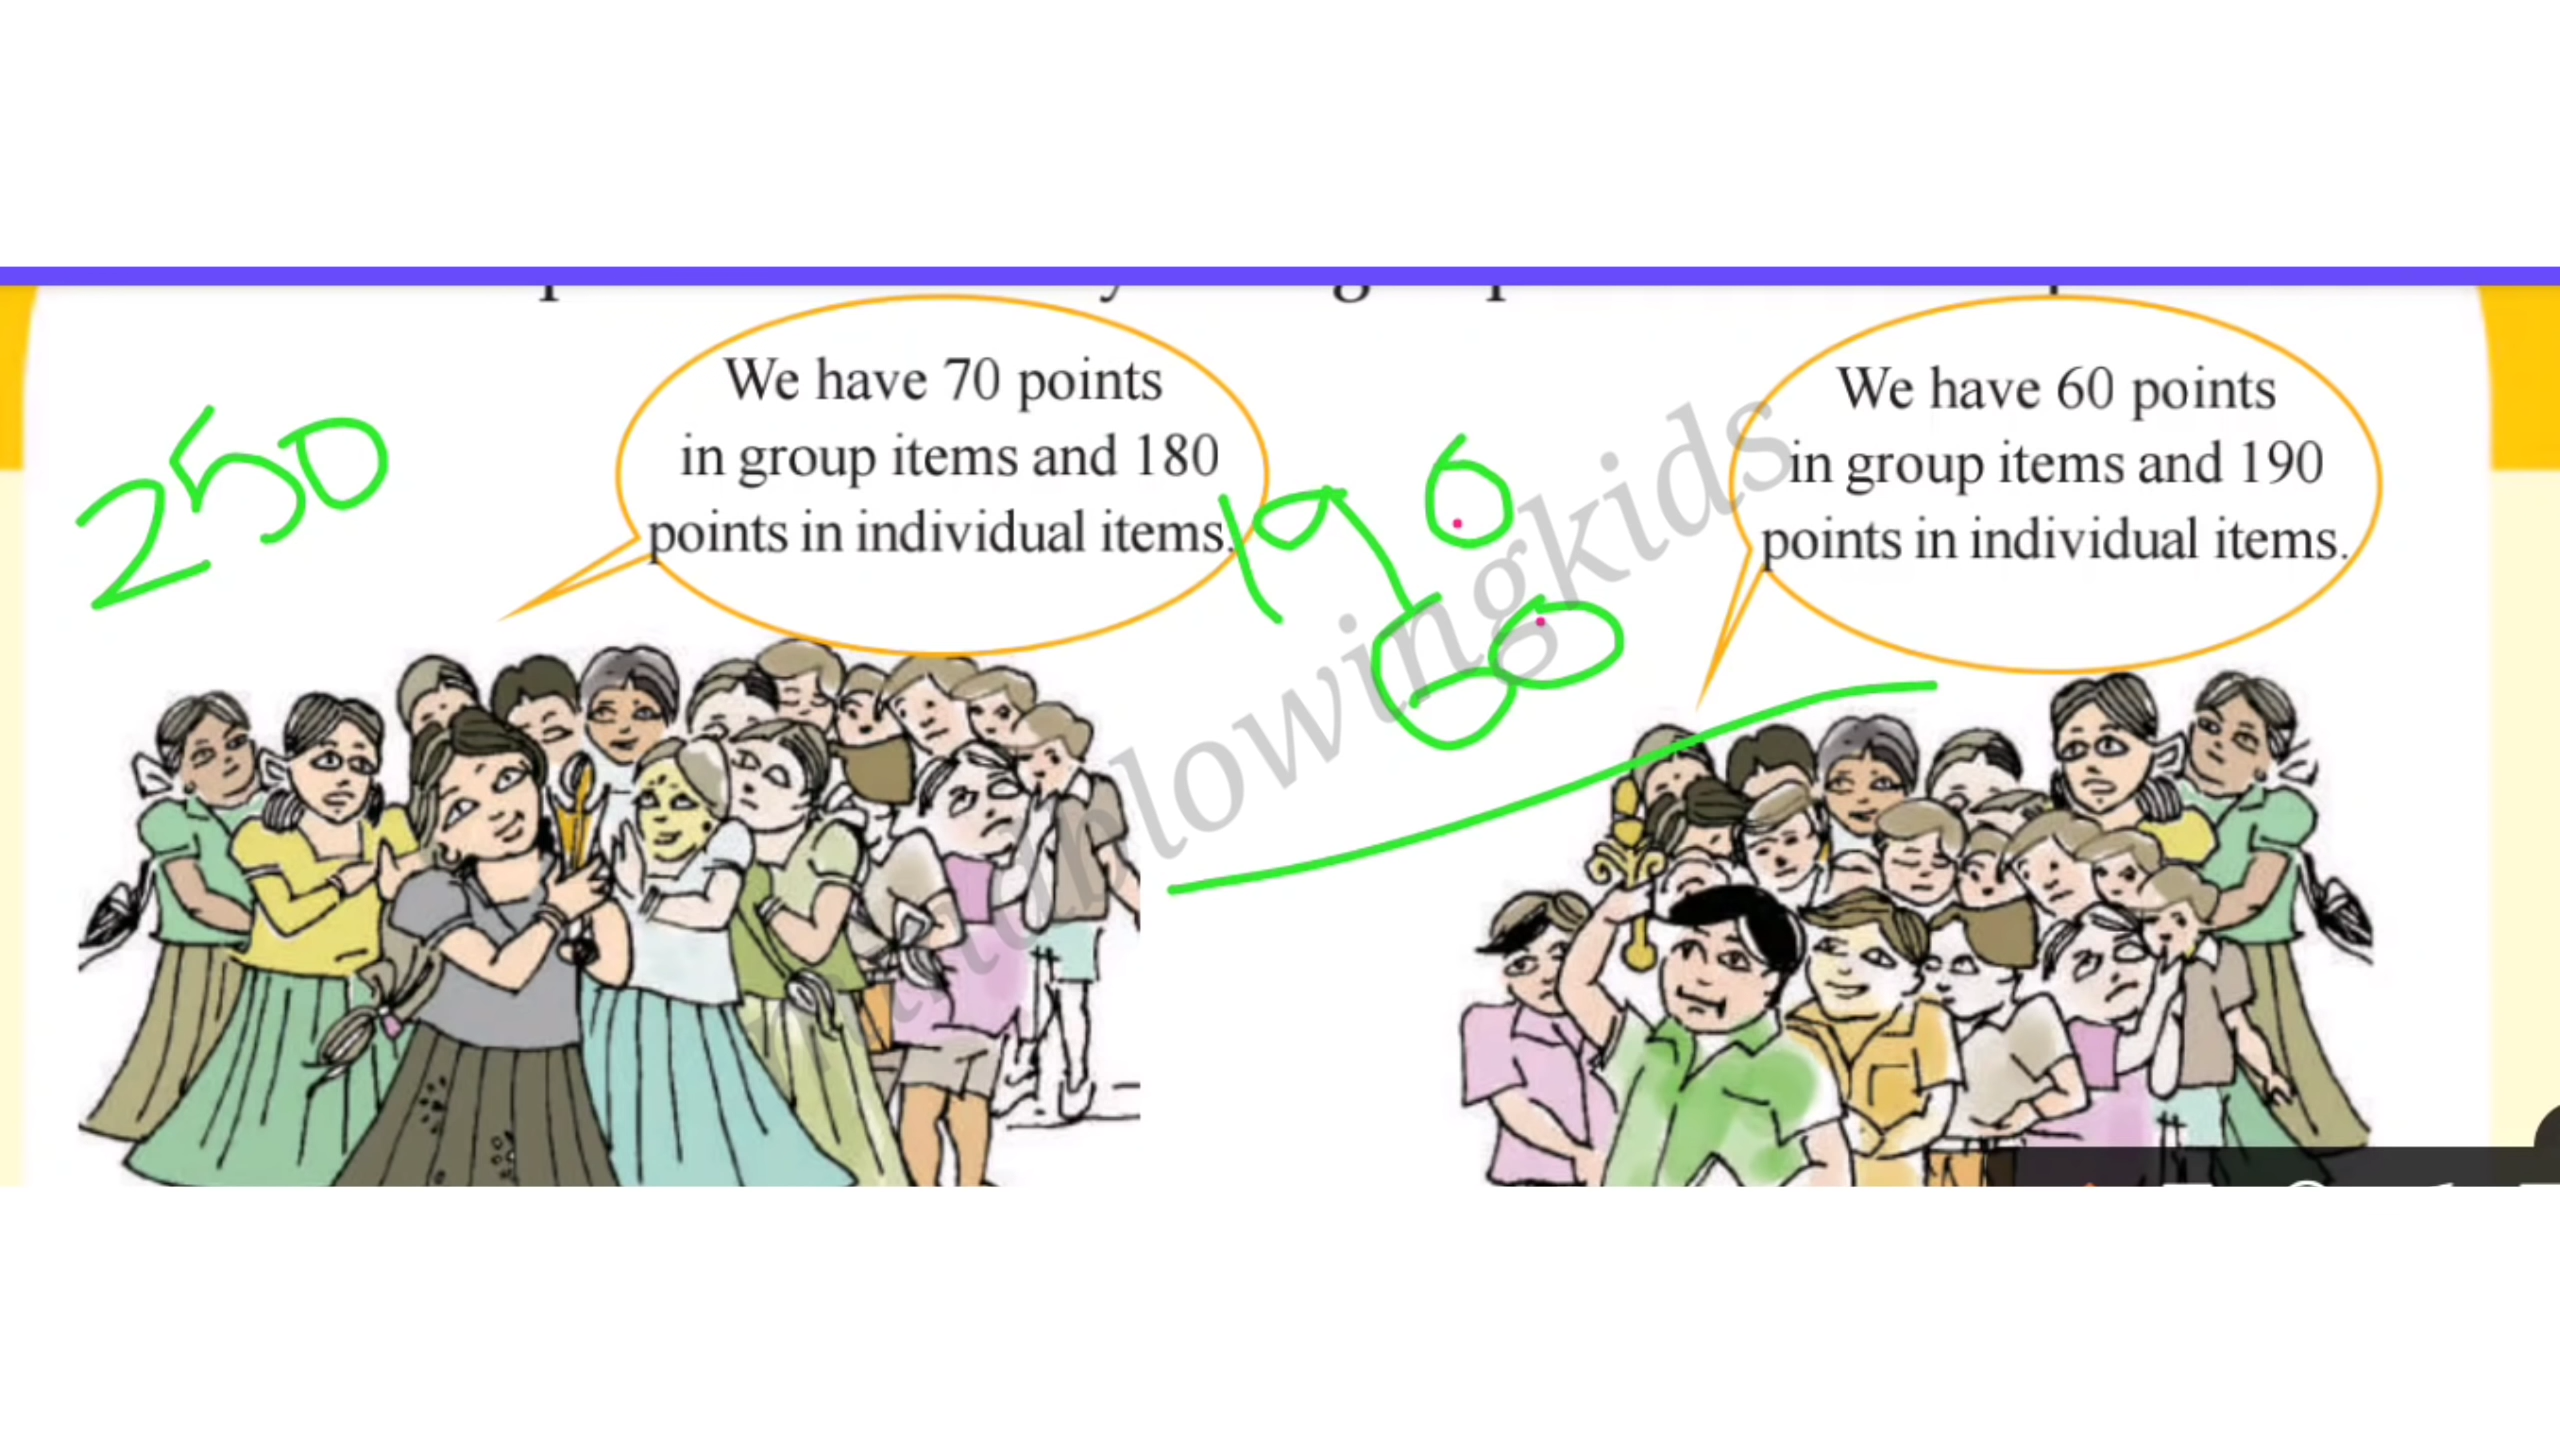 We have 70 points
in group items and 180
points in individual items.
250
190
60
We have 60 points
in group items and 190
points in individual items.
mindblowingkids